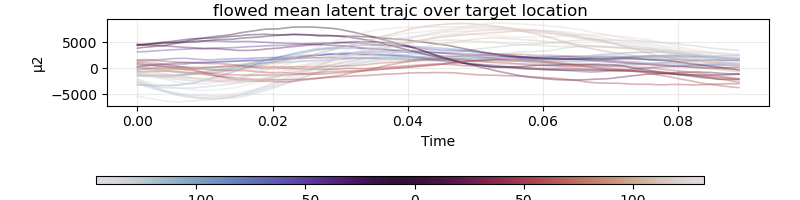 flowed mean latent trajc over target location
5000
0
−5000
μ2
0.00 0.02 0.04 0.06 0.08
Time
−100 −50 0 50 100